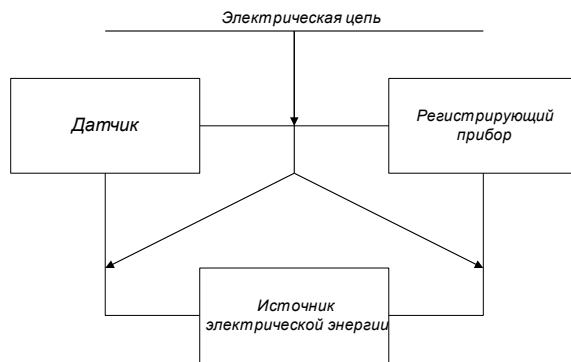 Электрическая цепь
Датчик
Регистрирующий
прибор
Источник
электрической энергии